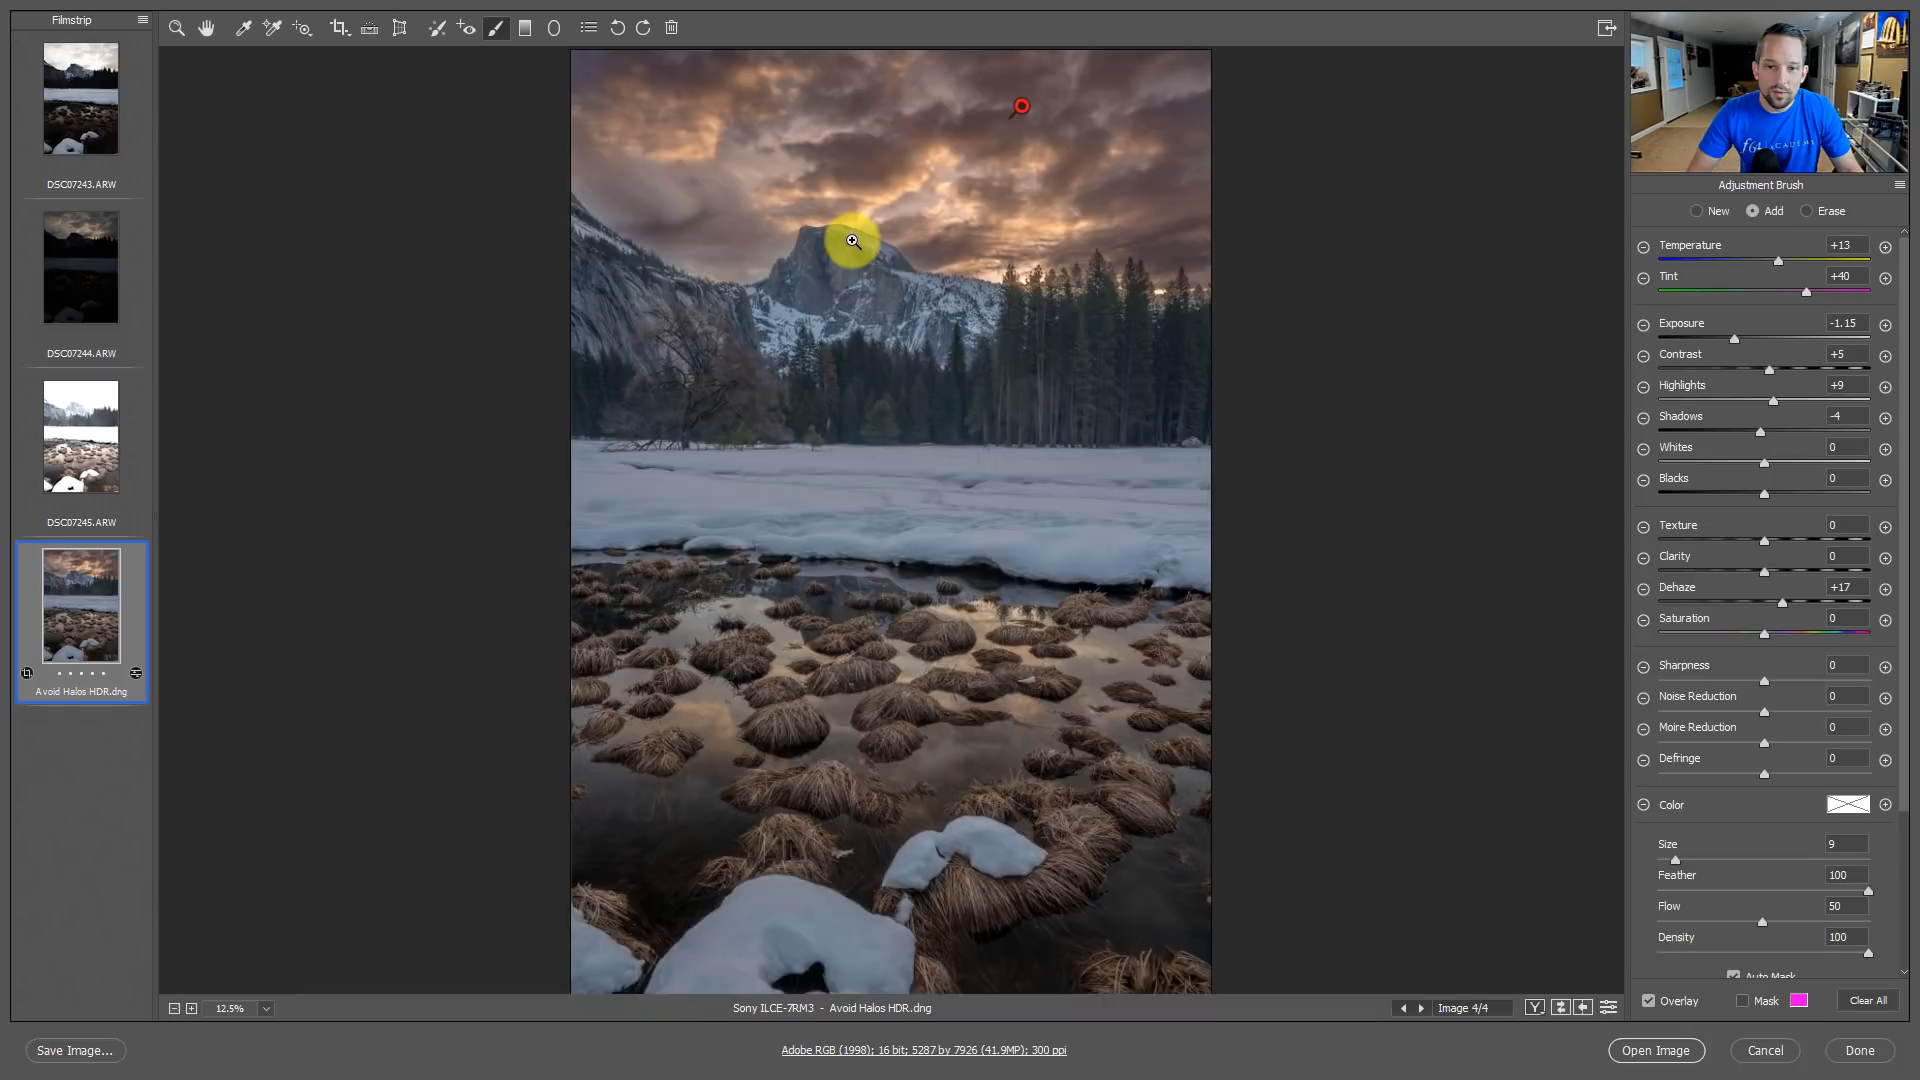 Filmstrip
DSC07243.ARW
DSC07244.ARW
DSC07245.ARW
Avoid Halos HDR.dng
12.5%
Sony ILCE-7RM3 - Avoid Halos HDR.dng
Image 4/4
Y
Save Image...
Adobe RGB (1998); 16 bit; 5287 by 7926 (41.9MP); 300 ppi
Open Image
Cancel
Done
f64 ACADEMY
Adjustment Brush
New Add Erase
Temperature +13
Tint +40
Exposure -1.15
Contrast +5
Highlights +9
Shadows -4
Whites 0
Blacks 0
Texture 0
Clarity 0
Dehaze +17
Saturation 0
Sharpness 0
Noise Reduction 0
Moire Reduction 0
Defringe 0
Color
Size 9
Feather 100
Flow 50
Density 100
Auto Mask
Overlay Mask Clear All